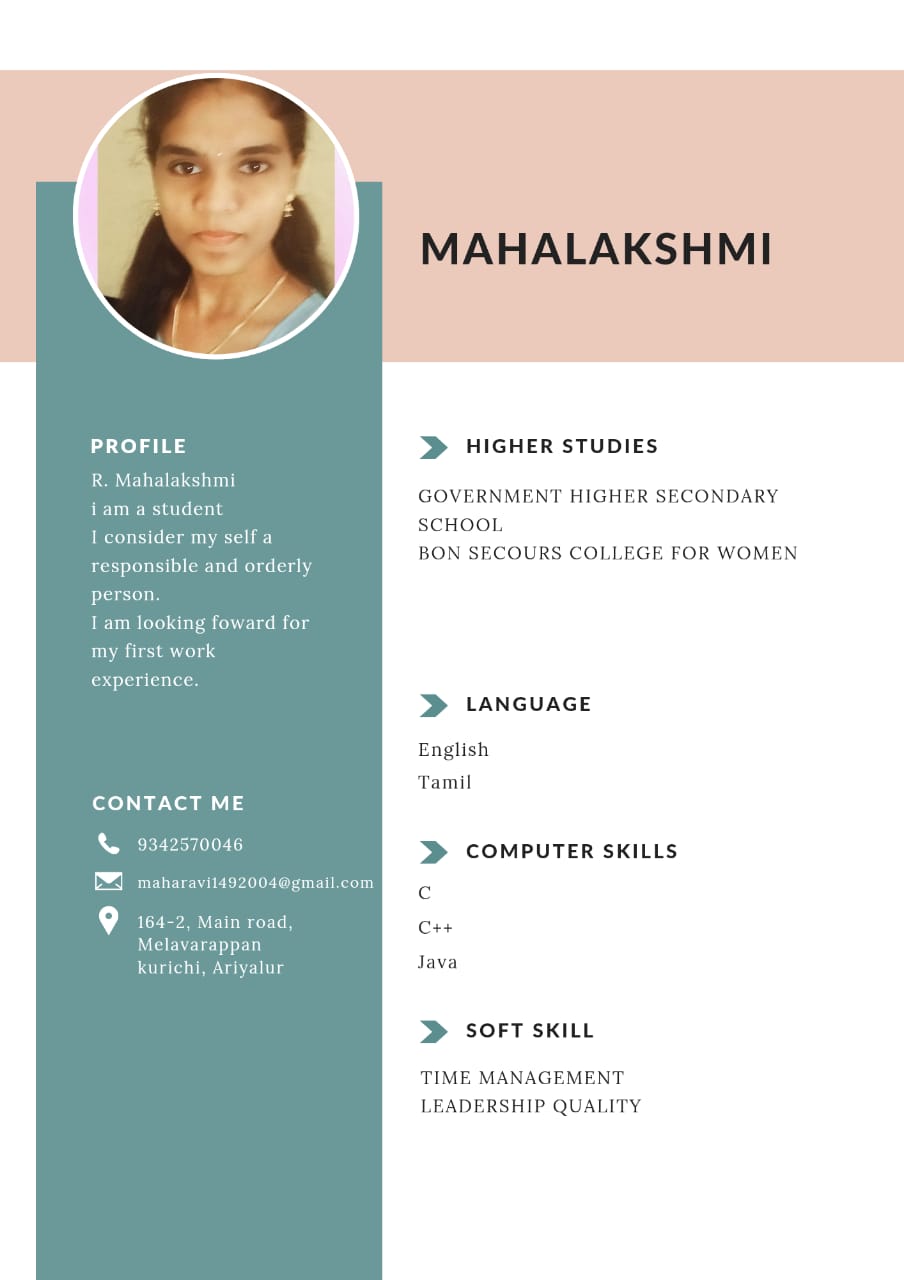 MAHALAKSHMI
PROFILE
R. Mahalakshmi
i am a student
I consider my self a
responsible and orderly
person.
I am looking foward for
my first work
experience.
CONTACT ME
9342570046
maharavi1492004@gmail.com
164-2, Main road,
Melavarappan
kurichi, Ariyalur
HIGHER STUDIES
GOVERNMENT HIGHER SECONDARY
SCHOOL
BON SECOURS COLLEGE FOR WOMEN
LANGUAGE
English
Tamil
COMPUTER SKILLS
C
C++
Java
SOFT SKILL
TIME MANAGEMENT
LEADERSHIP QUALITY